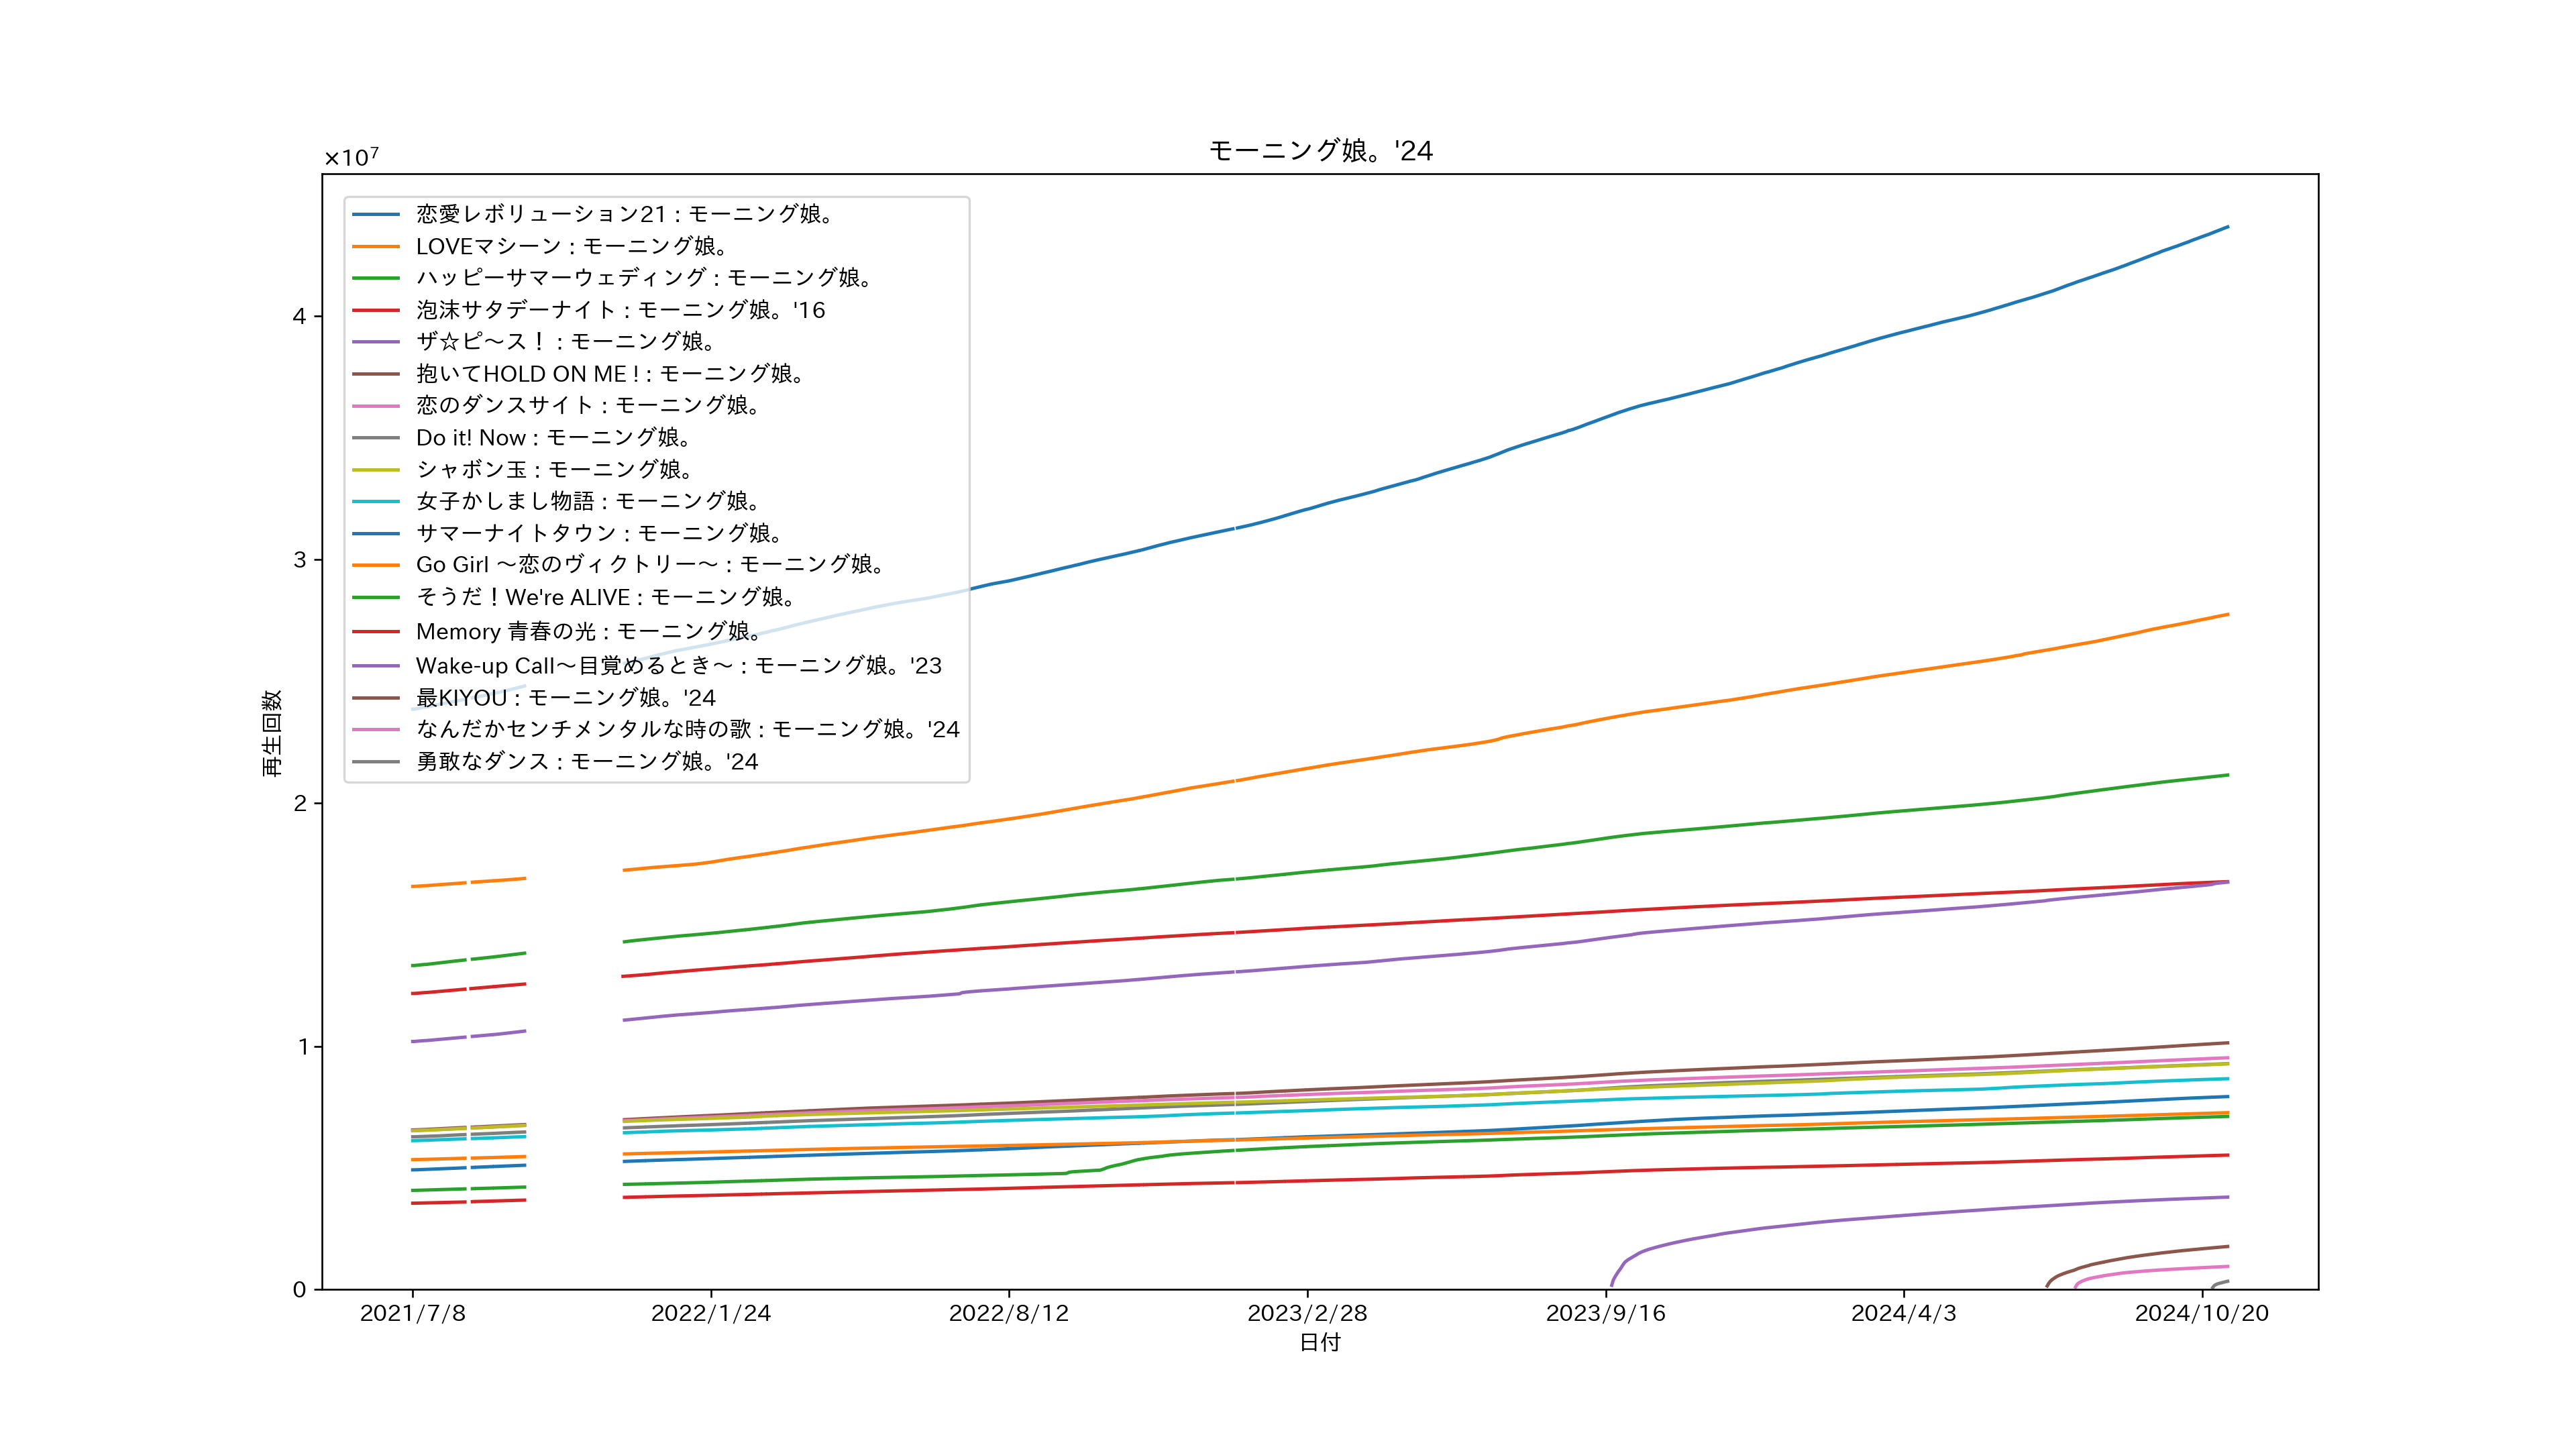 モーニング娘。'24
×10⁷
恋愛レボリューション21 : モーニング娘。
LOVEマシーン : モーニング娘。
ハッピーサマーウェディング : モーニング娘。
泡沫サタデーナイト : モーニング娘。'16
ザ☆ピ〜ス！ : モーニング娘。
抱いてHOLD ON ME ! : モーニング娘。
恋のダンスサイト : モーニング娘。
Do it! Now : モーニング娘。
シャボン玉 : モーニング娘。
女子かしまし物語 : モーニング娘。
サマーナイトタウン : モーニング娘。
Go Girl 〜恋のヴィクトリー〜 : モーニング娘。
そうだ！We're ALIVE : モーニング娘。
Memory 青春の光 : モーニング娘。
Wake-up Call〜目覚めるとき〜 : モーニング娘。'23
最KIYOU : モーニング娘。'24
なんだかセンチメンタルな時の歌 : モーニング娘。'24
勇敢なダンス : モーニング娘。'24
再生回数
4
3
2
1
0
2021/7/8
2022/1/24
2022/8/12
2023/2/28
2023/9/16
2024/4/3
2024/10/20
日付